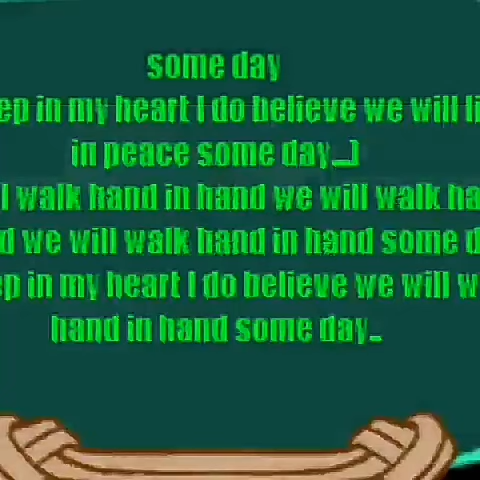 some day
ep in my heart I do believe we will li
in peace some day...]
l walk hand in hand we will walk ha
d we will walk hand in hand some d
ep in my heart I do believe we will w
hand in hand some day..